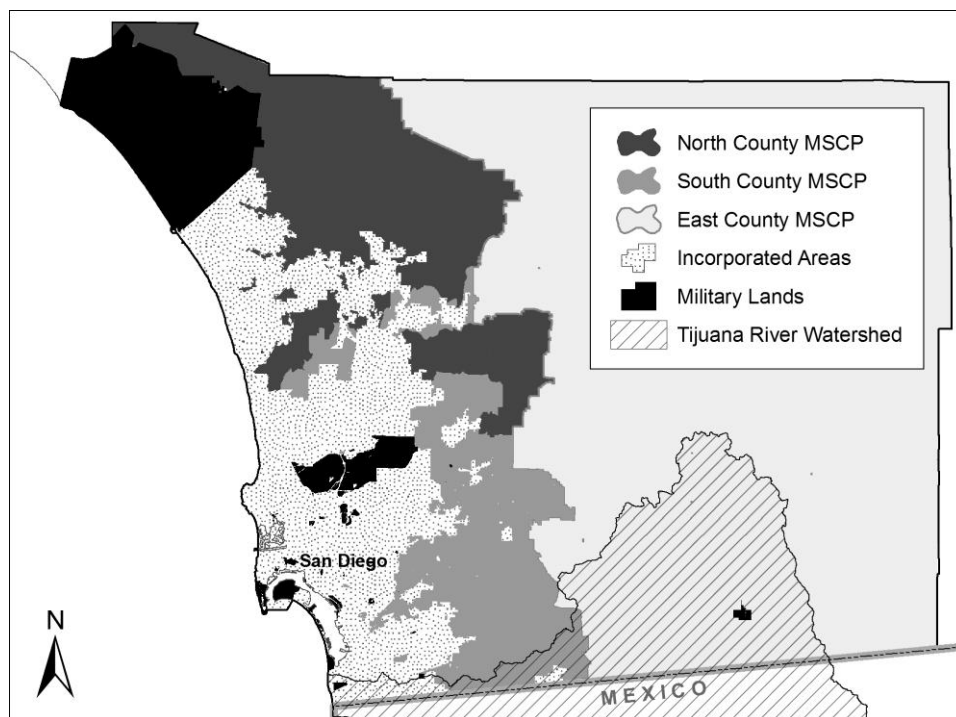 North County MSCP
South County MSCP
East County MSCP
Incorporated Areas
Military Lands
Tijuana River Watershed
San Diego
N
MEXICO